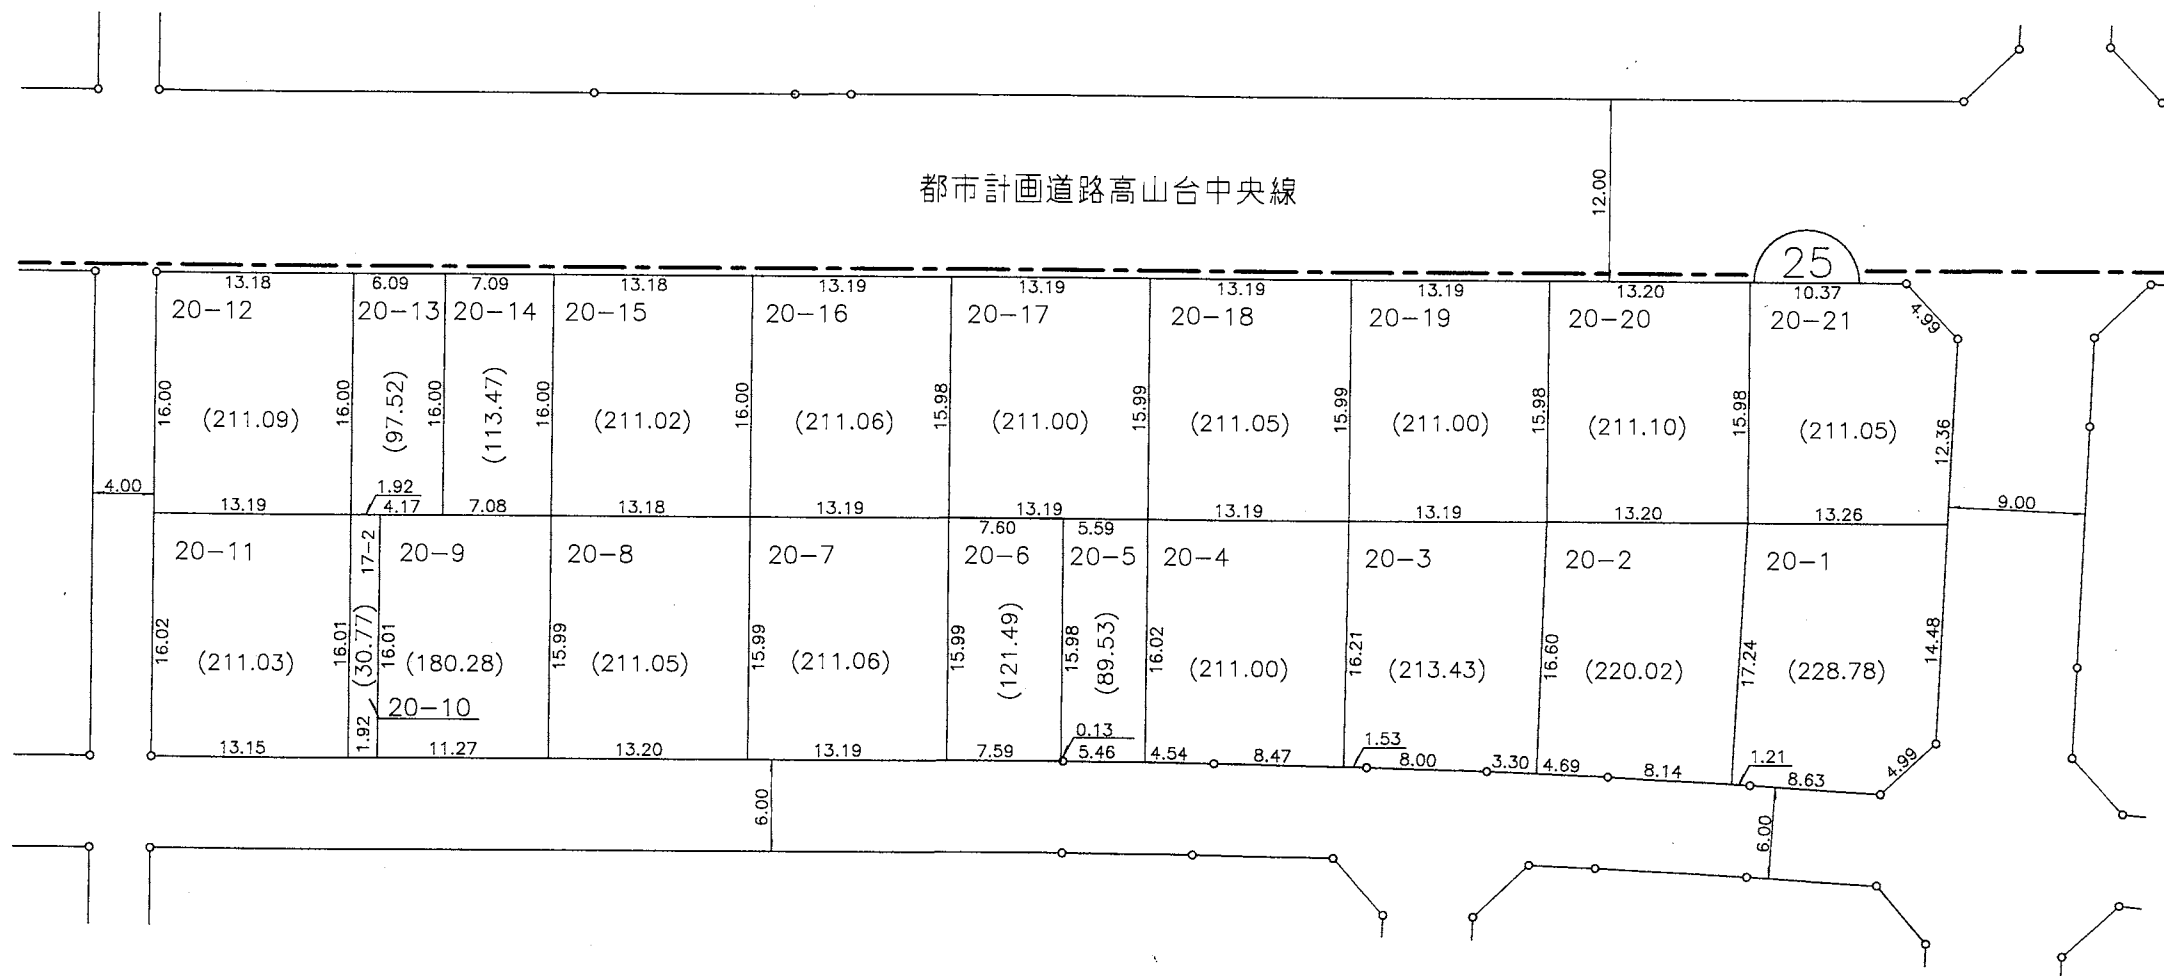 都市計画道路高山台中央線
12.00
25
13.18 6.09 7.09 13.18 13.19 13.19 13.19 13.19 13.20 10.37
20-12 20-13 20-14 20-15 20-16 20-17 20-18 20-19 20-20 20-21
4.99
16.00 16.00 16.00 16.00 16.00 15.98 15.99 15.99 15.98 15.98 12.36
(211.09) (97.52) (113.47) (211.02) (211.06) (211.00) (211.05) (211.00) (211.10) (211.05)
4.00 1.92 9.00
13.19 4.17 7.08 13.18 13.19 13.19 13.19 13.19 13.20 13.26
7.60 5.59
20-11 17-2 20-9 20-8 20-7 20-6 20-5 20-4 20-3 20-2 20-1
16.02 16.01 16.01 15.99 15.99 15.99 15.98 16.02 16.21 16.60 17.24 14.48
(211.03) (30.77) (180.28) (211.05) (211.06) (121.49) (89.53) (211.00) (213.43) (220.02) (228.78)
20-10
0.13 1.53 1.21 4.99
13.15 1.92 11.27 13.20 13.19 7.59 5.46 4.54 8.47 8.00 3.30 4.69 8.14 8.63
6.00 6.00